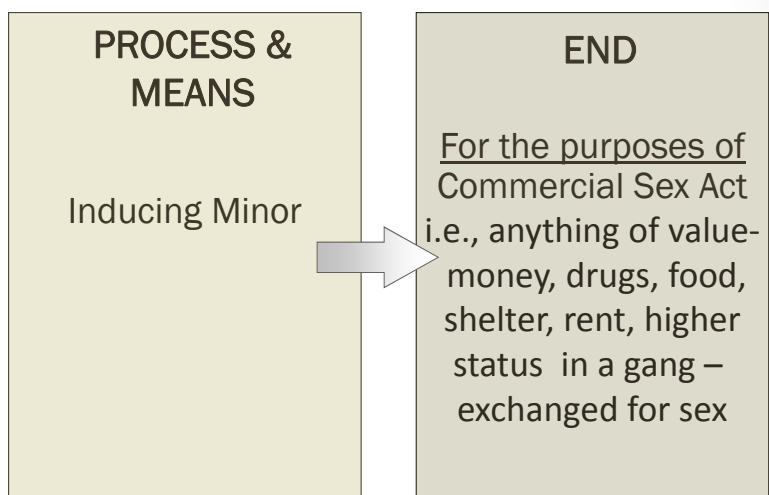 PROCESS &
MEANS
Inducing Minor
END
For the purposes of
Commercial Sex Act
i.e., anything of value-
money, drugs, food,
shelter, rent, higher
status in a gang –
exchanged for sex